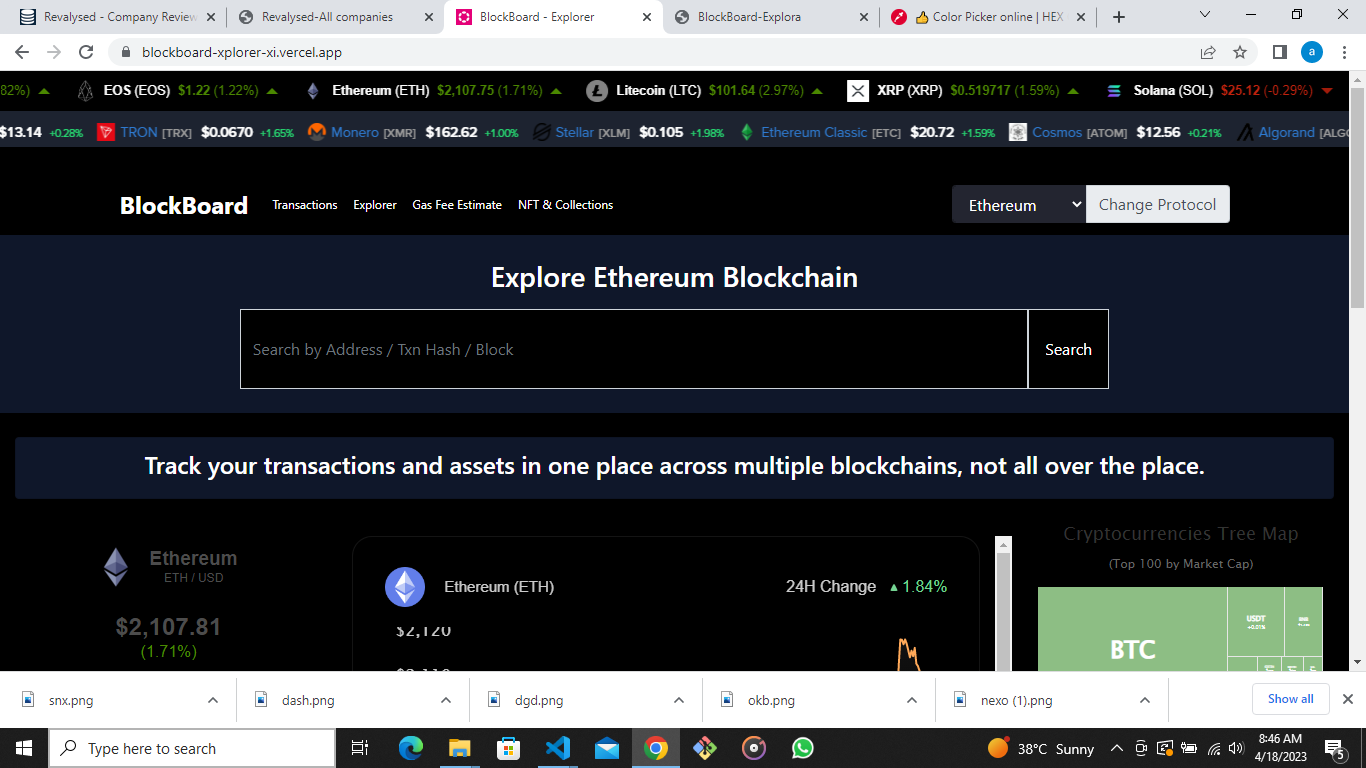 Revalysed - Company Review
Revalysed-All companies
BlockBoard - Explorer
BlockBoard-Explora
Color Picker online | HEX
blockboard-xplorer-xi.vercel.app
a
82%)
EOS (EOS) $1.22 (1.22%)
Ethereum (ETH) $2,107.75 (1.71%)
Litecoin (LTC) $101.64 (2.97%)
XRP (XRP) $0.519717 (1.59%)
Solana (SOL) $25.12 (-0.29%)
$13.14 +0.28%
TRON [TRX] $0.0670 +1.65%
Monero [XMR] $162.62 +1.00%
Stellar [XLM] $0.105 +1.98%
Ethereum Classic [ETC] $20.72 +1.59%
Cosmos [ATOM] $12.56 +0.21%
Algorand [ALG
BlockBoard
Transactions
Explorer
Gas Fee Estimate
NFT & Collections
Ethereum
Change Protocol
Explore Ethereum Blockchain
Search by Address / Txn Hash / Block
Search
Track your transactions and assets in one place across multiple blockchains, not all over the place.
Ethereum
ETH / USD
$2,107.81
(1.71%)
Ethereum (ETH)
24H Change 1.84%
$2,120
Cryptocurrencies Tree Map
(Top 100 by Market Cap)
BTC
USDT
snx.png
dash.png
dgd.png
okb.png
nexo (1).png
Show all
Type here to search
38°C Sunny
8:46 AM
4/18/2023
5